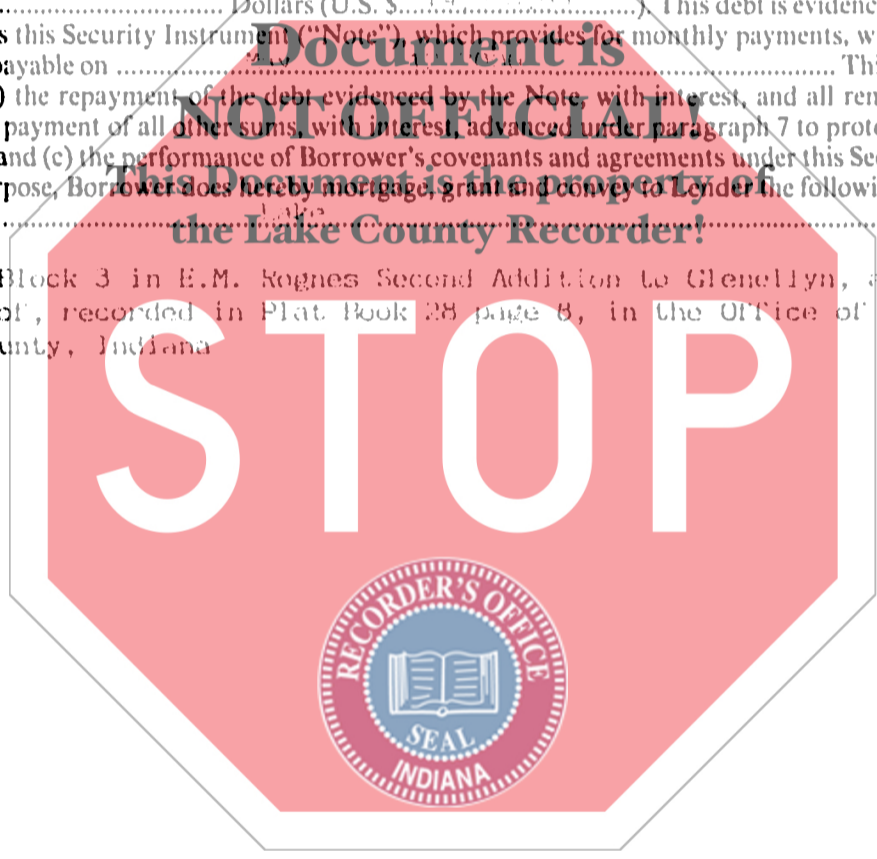 Dollars (U.S. $ ). This debt is evidenc
s this Security Instrument (“Note”), which provides for monthly payments, w
payable on Thi
) the repayment of the debt evidenced by the Note, with interest, and all ren
payment of all other sums, with interest, advanced under paragraph 7 to prote
and (c) the performance of Borrower's covenants and agreements under this Sec
rpose, Borrower does hereby mortgage, grant and convey to Lender the followi
Lake
Block 3 in E.M. Rognes Second Addition to Glenellyn, a
of, recorded in Plat Book 28 page 8, in the Office of
unty, Indiana
Document is
NOT OFFICIAL!
This Document is the property of
the Lake County Recorder!
STOP
RECORDER'S OFFICE
SEAL
INDIANA